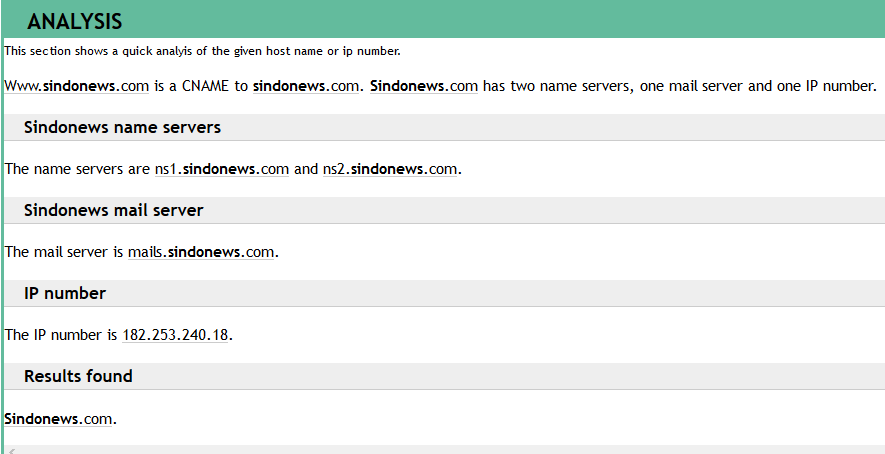 ANALYSIS
This section shows a quick analyis of the given host name or ip number.
Www.sindonews.com is a CNAME to sindonews.com. Sindonews.com has two name servers, one mail server and one IP number.
Sindonews name servers
The name servers are ns1.sindonews.com and ns2.sindonews.com.
Sindonews mail server
The mail server is mails.sindonews.com.
IP number
The IP number is 182.253.240.18.
Results found
Sindonews.com.